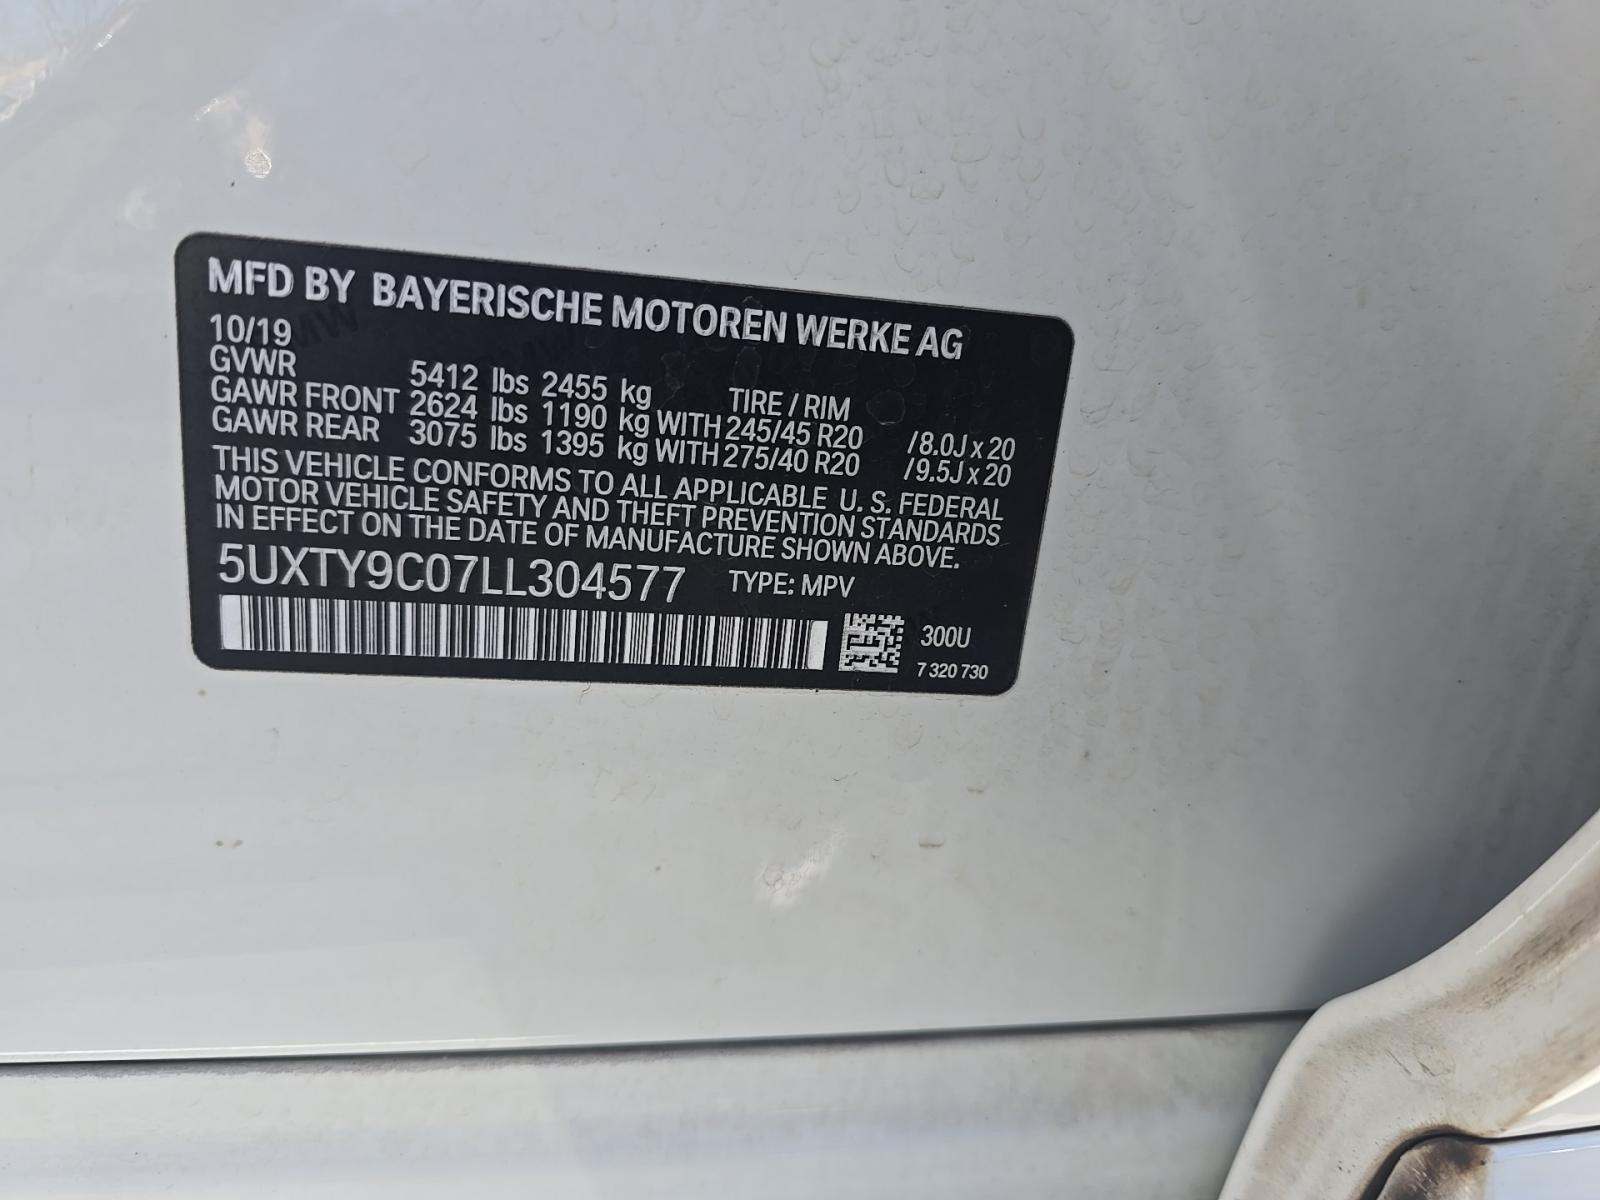 MFD BY BAYERISCHE MOTOREN WERKE AG
10/19
GVWR 5412 lbs 2455 kg TIRE / RIM
GAWR FRONT 2624 lbs 1190 kg WITH 245/45 R20 /8.0J x 20
GAWR REAR 3075 lbs 1395 kg WITH 275/40 R20 /9.5J x 20
THIS VEHICLE CONFORMS TO ALL APPLICABLE U. S. FEDERAL
MOTOR VEHICLE SAFETY AND THEFT PREVENTION STANDARDS
IN EFFECT ON THE DATE OF MANUFACTURE SHOWN ABOVE.
5UXTY9C07LL304577 TYPE: MPV
300U
7 320 730